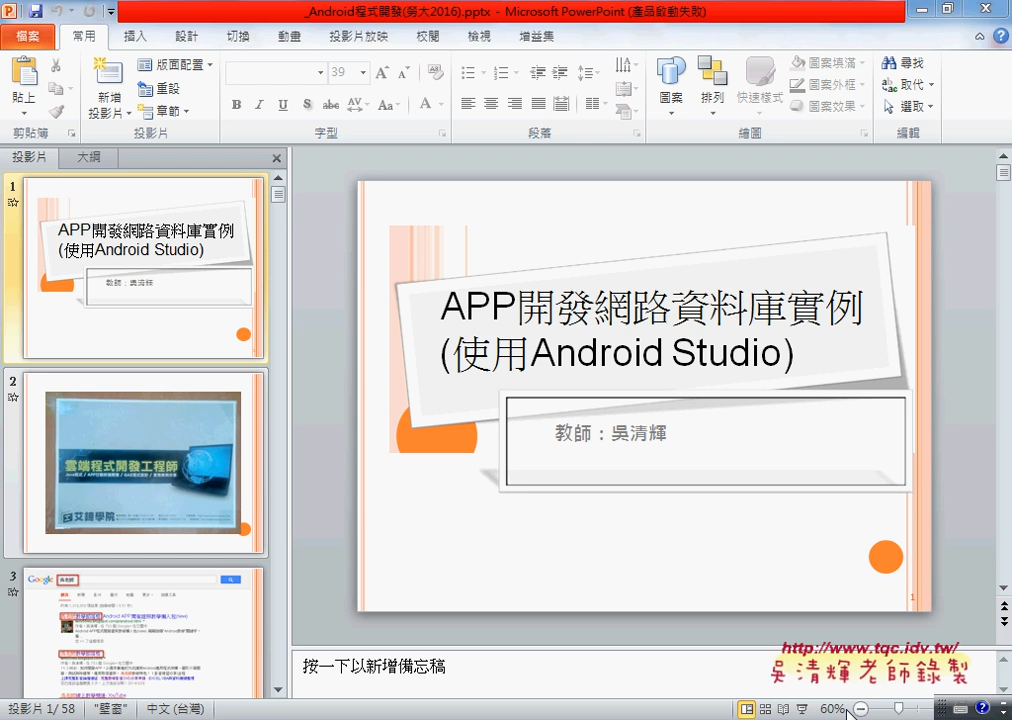 _Android程式開發(勞大2016).pptx - Microsoft PowerPoint (產品啟動失敗)
檔案 常用 插入 設計 切換 動畫 投影片放映 校閱 檢視 增益集
貼上 新增 投影片 版面配置 重設 章節
39
B I U S abc AV Aa A
圖案 排列 快速樣式 圖案填滿 圖案外框 圖案效果
尋找 取代 選取
剪貼簿 投影片 字型 段落 繪圖 編輯
投影片 大綱
1
APP開發網路資料庫實例
(使用Android Studio)
教師：吳清輝
2
雲端程式開發工程師
艾鍗學院
3
Google
APP開發網路資料庫實例
(使用Android Studio)
教師：吳清輝
1
按一下以新增備忘稿
http://www.tqc.idv.tw/
吳清輝老師錄製
投影片 1/58 "壁窗" 中文 (台灣) 60%